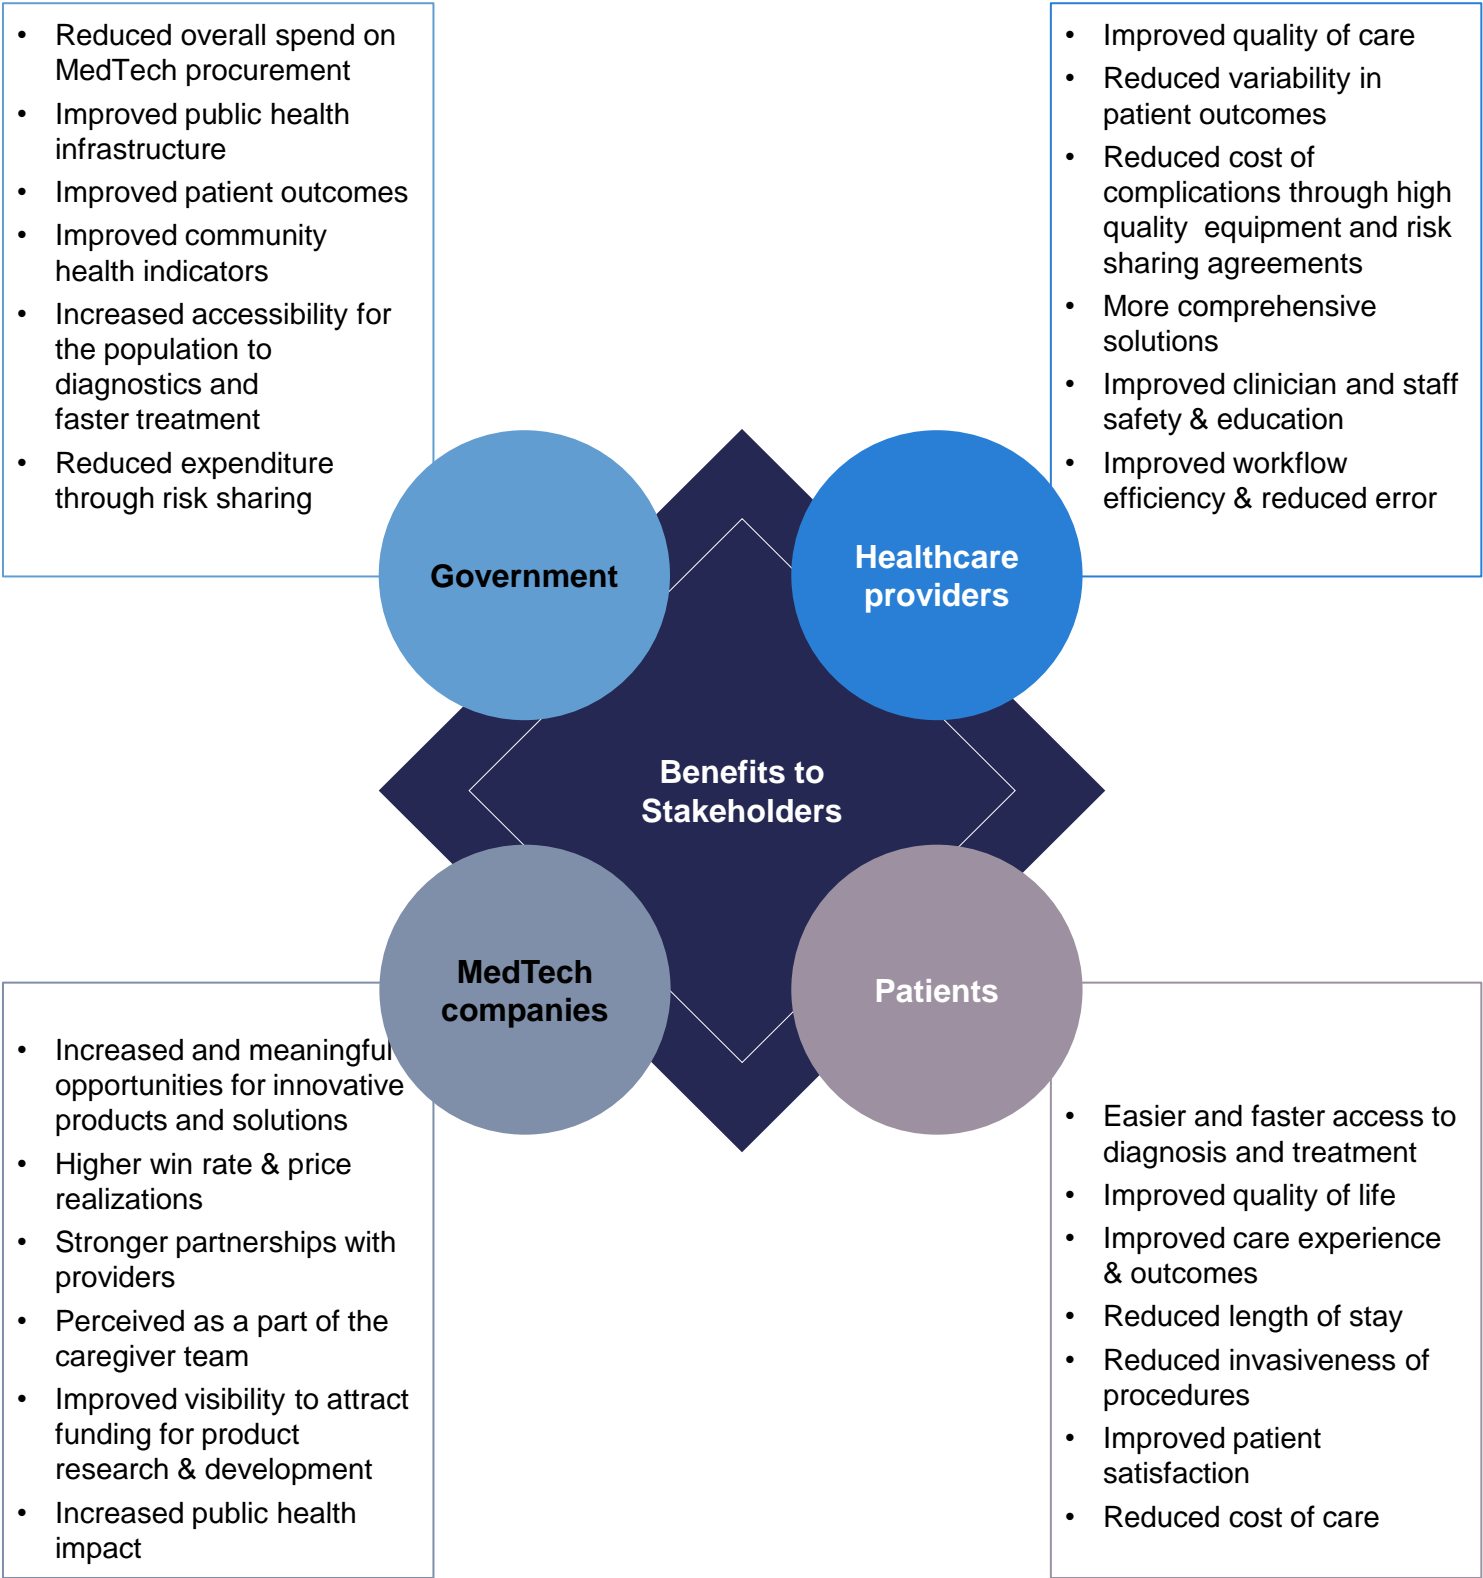 • Reduced overall spend on
MedTech procurement
• Improved public health
infrastructure
• Improved patient outcomes
• Improved community
health indicators
• Increased accessibility for
the population to
diagnostics and
faster treatment
• Reduced expenditure
through risk sharing
• Improved quality of care
• Reduced variability in
patient outcomes
• Reduced cost of
complications through high
quality  equipment and risk
sharing agreements
• More comprehensive
solutions
• Improved clinician and staff
safety & education
• Improved workflow
efficiency & reduced error
Government
Healthcare
providers
Benefits to
Stakeholders
MedTech
companies
Patients
• Increased and meaningful
opportunities for innovative
products and solutions
• Higher win rate & price
realizations
• Stronger partnerships with
providers
• Perceived as a part of the
caregiver team
• Improved visibility to attract
funding for product
research & development
• Increased public health
impact
• Easier and faster access to
diagnosis and treatment
• Improved quality of life
• Improved care experience
& outcomes
• Reduced length of stay
• Reduced invasiveness of
procedures
• Improved patient
satisfaction
• Reduced cost of care